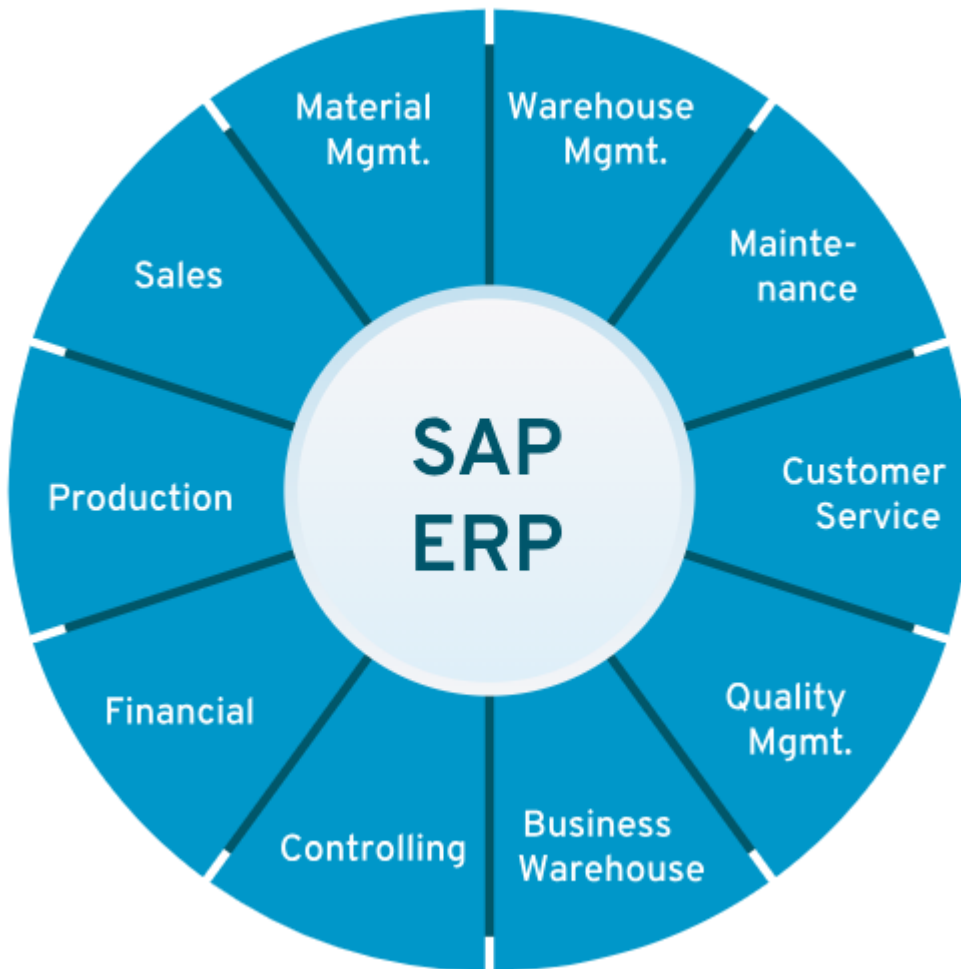 Material
Mgmt.
Warehouse
Mgmt.
Mainte-
nance
Customer
Service
Quality
Mgmt.
Business
Warehouse
Controlling
Financial
Production
Sales
SAP
ERP